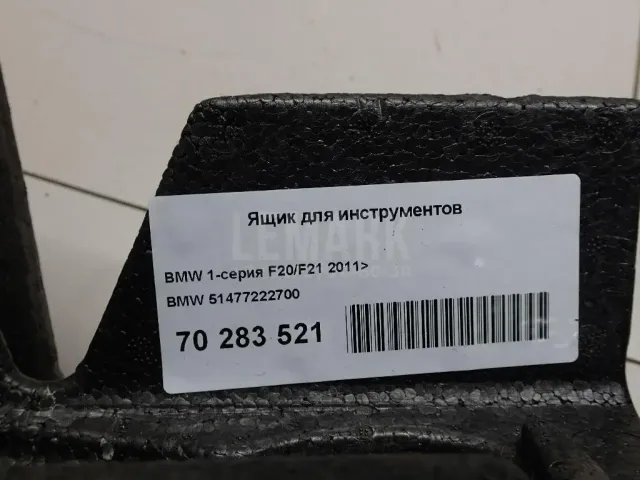 Ящик для инструментов
LEMARK
BMW 1-серия F20/F21 2011>
BMW 51477222700
70 283 521